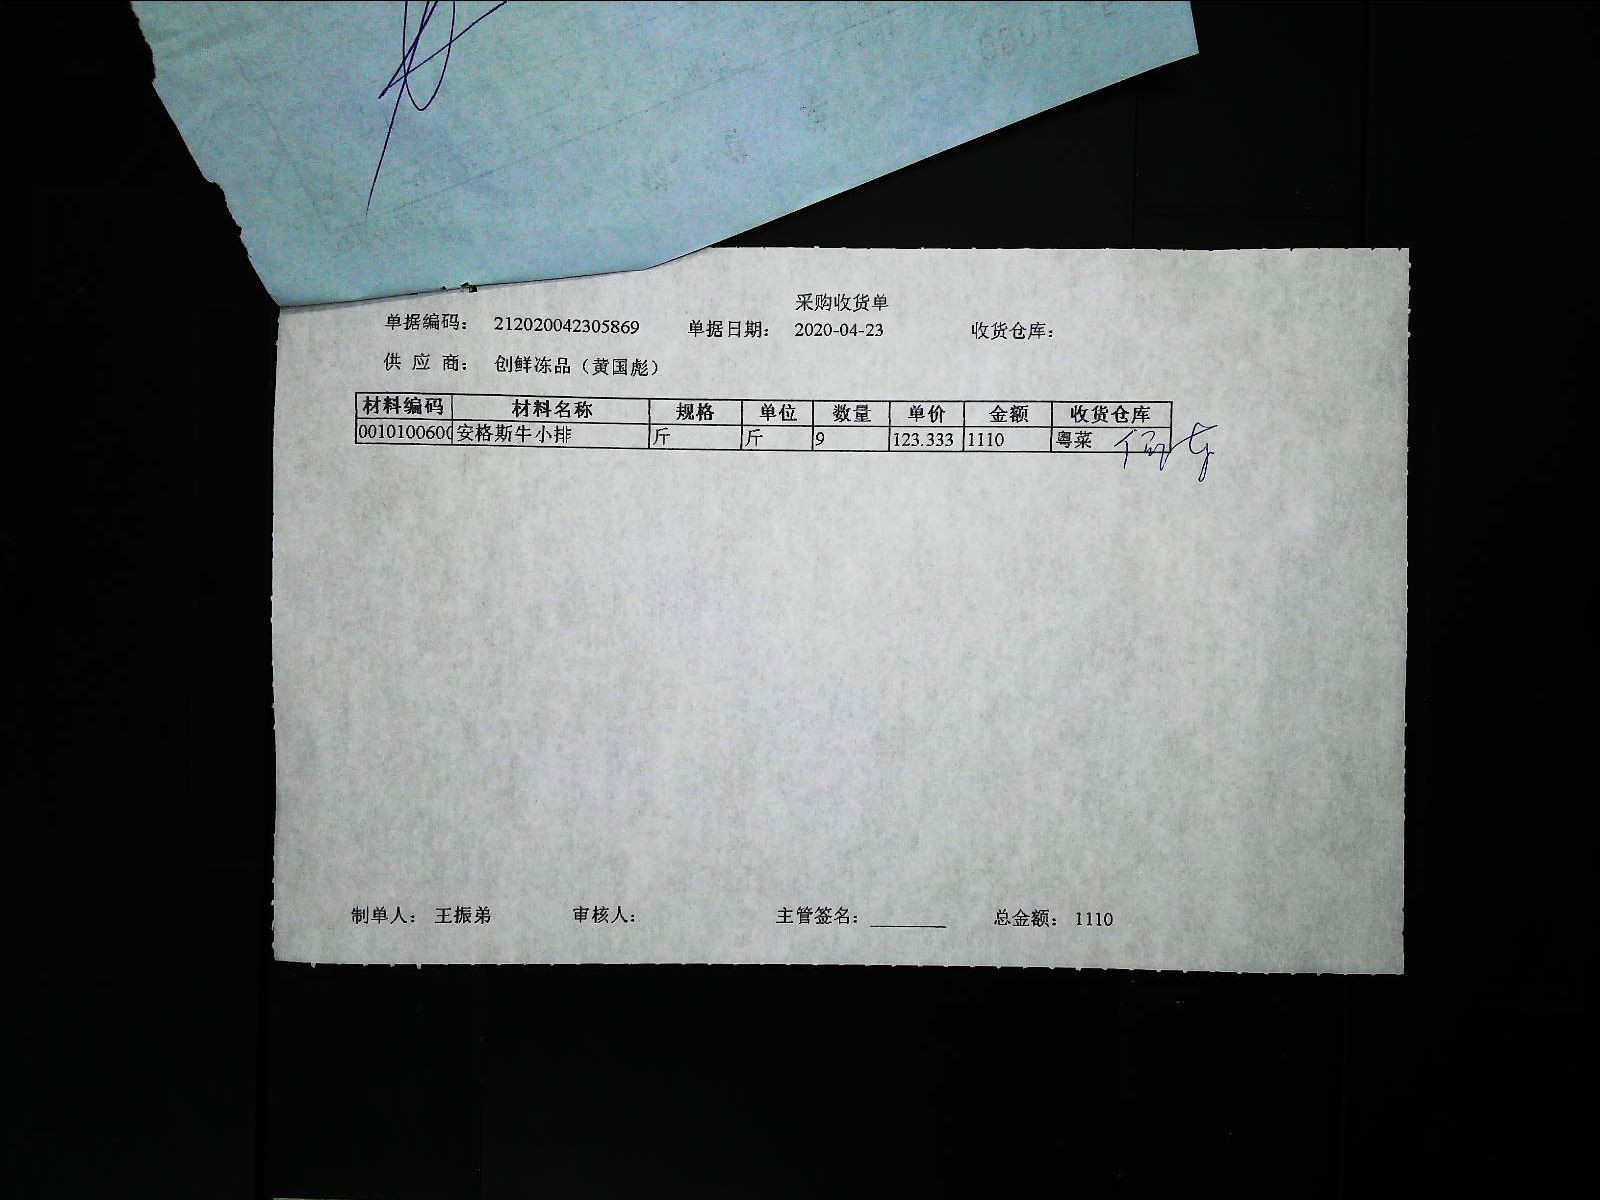 采购收货单
单据编码： 212020042305869 单据日期： 2020-04-23 收货仓库：
供 应 商： 创鲜冻品（黄国彪）
材料编码 材料名称 规格 单位 数量 单价 金额 收货仓库
0010100600 安格斯牛小排 斤 斤 9 123.333 1110 粤菜
制单人： 王振弟 审核人： 主管签名： 总金额： 1110